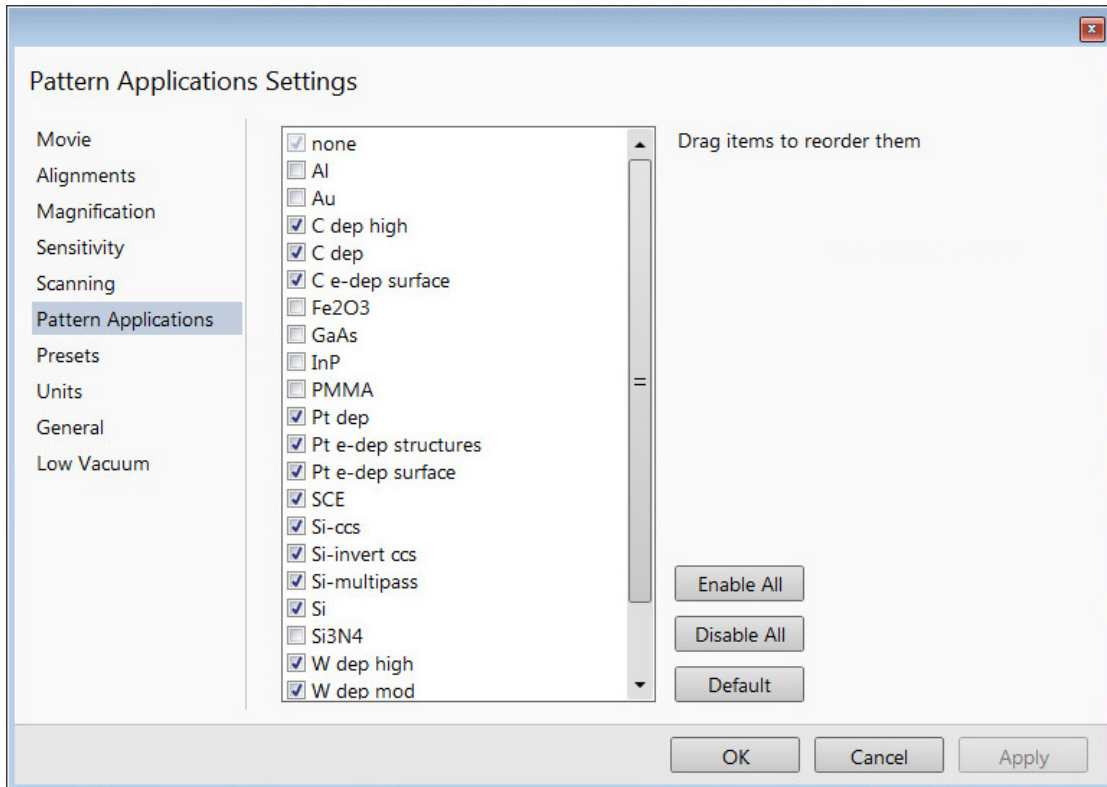 Pattern Applications Settings
Movie
Alignments
Magnification
Sensitivity
Scanning
Pattern Applications
Presets
Units
General
Low Vacuum
none
Al
Au
C dep high
C dep
C e-dep surface
Fe2O3
GaAs
InP
PMMA
Pt dep
Pt e-dep structures
Pt e-dep surface
SCE
Si-ccs
Si-invert ccs
Si-multipass
Si
Si3N4
W dep high
W dep mod
Drag items to reorder them
Enable All
Disable All
Default
OK
Cancel
Apply